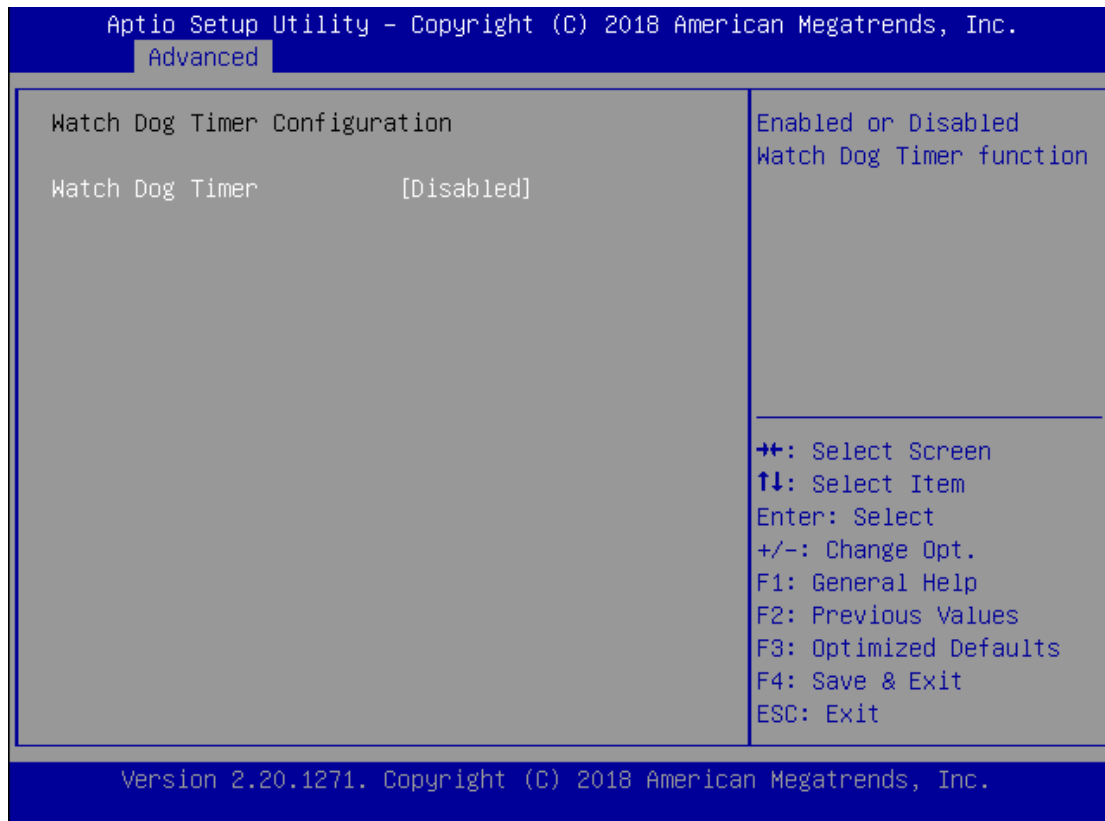 Aptio Setup Utility – Copyright (C) 2018 American Megatrends, Inc.
Advanced
Watch Dog Timer Configuration
Watch Dog Timer [Disabled]
Enabled or Disabled
Watch Dog Timer function
→←: Select Screen
↑↓: Select Item
Enter: Select
+/-: Change Opt.
F1: General Help
F2: Previous Values
F3: Optimized Defaults
F4: Save & Exit
ESC: Exit
Version 2.20.1271. Copyright (C) 2018 American Megatrends, Inc.